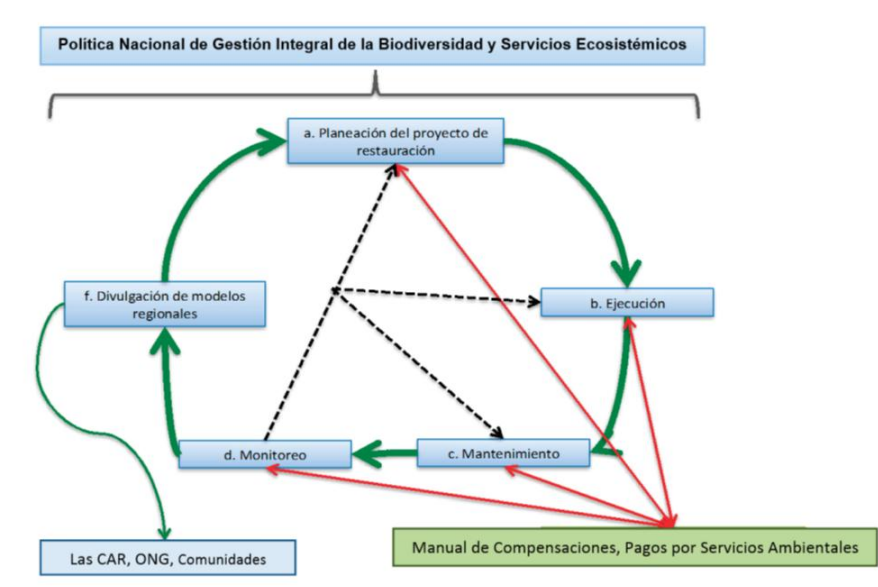 Política Nacional de Gestión Integral de la Biodiversidad y Servicios Ecosistémicos
a. Planeación del proyecto de
restauración
f. Divulgación de modelos
regionales
b. Ejecución
d. Monitoreo
c. Mantenimiento
Las CAR, ONG, Comunidades
Manual de Compensaciones, Pagos por Servicios Ambientales